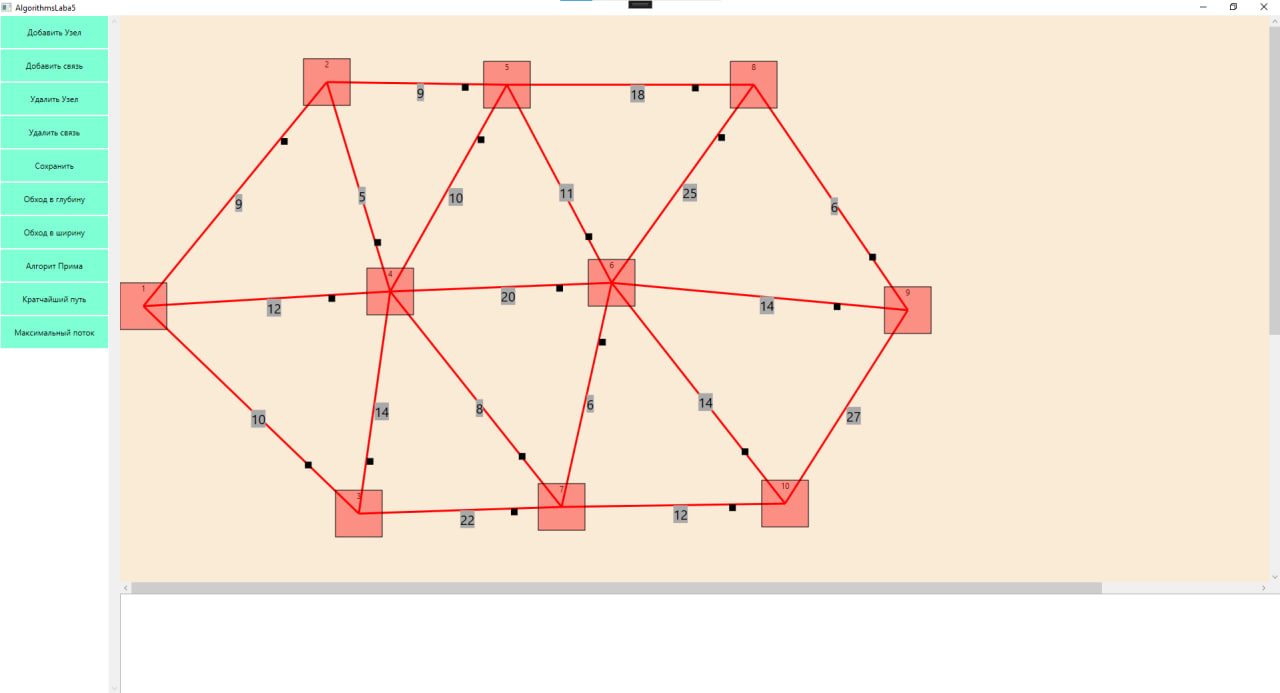 AlgorithmsLaba5
Добавить Узел
Добавить связь
Удалить Узел
Удалить связь
Сохранить
Обход в глубину
Обход в ширину
Алгорит Прима
Кратчайший путь
Максимальный поток
2
5
8
9
18
9
5
10
11
25
6
1
4
6
9
12
20
14
10
14
8
6
14
27
3
7
10
22
12